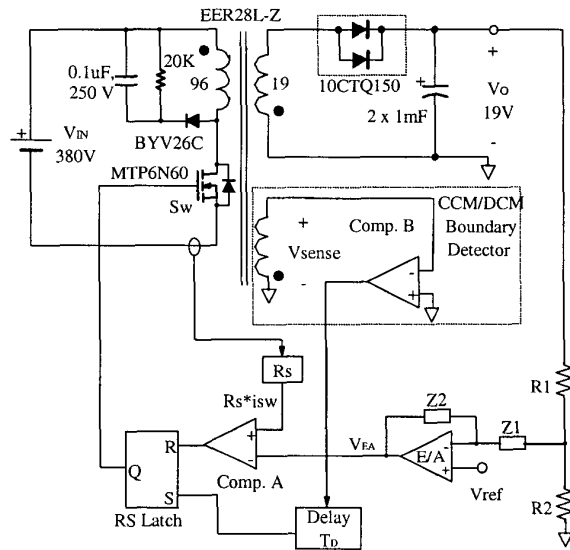 EER28L-Z
0.1uF,
250 V
20K
96
19
10CTQ150
+
Vo
19V
-
+
2 x 1mF
+
VIN
380V
BYV26C
MTP6N60
Sw
CCM/DCM
Boundary
Detector
+
Vsense
-
Comp. B
-
+
Rs
Rs*isw
R1
Z2
Z1
VEA
+
-
Comp. A
-
E/A
+
Vref
R2
R
Q
S
RS Latch
Delay
TD